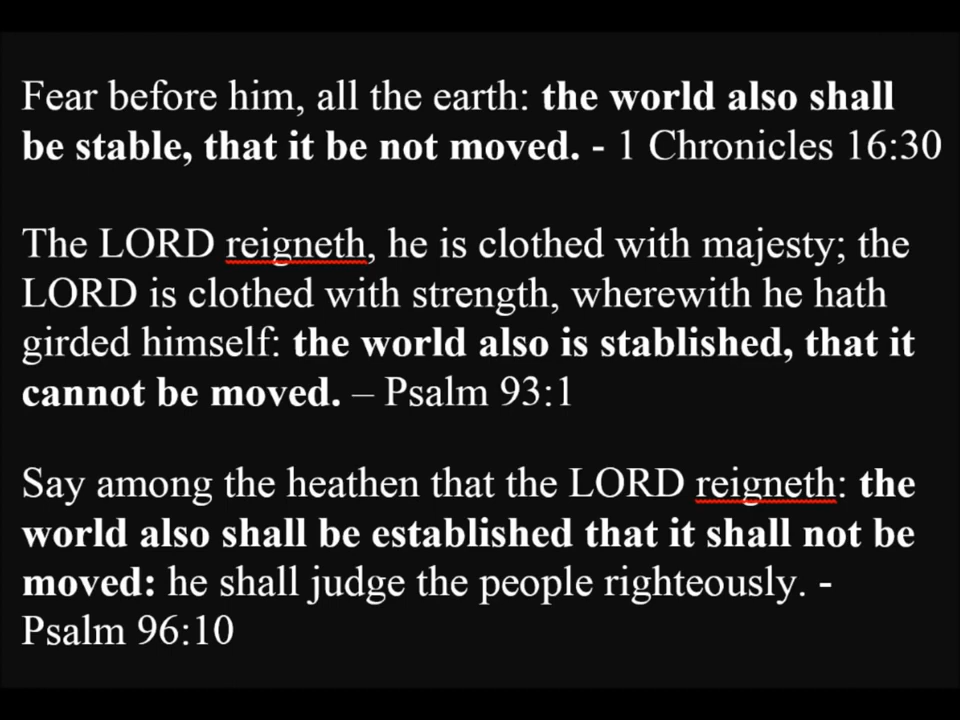 Fear before him, all the earth: the world also shall
be stable, that it be not moved. - 1 Chronicles 16:30
The LORD reigneth, he is clothed with majesty; the
LORD is clothed with strength, wherewith he hath
girded himself: the world also is stablished, that it
cannot be moved. – Psalm 93:1
Say among the heathen that the LORD reigneth: the
world also shall be established that it shall not be
moved: he shall judge the people righteously. -
Psalm 96:10